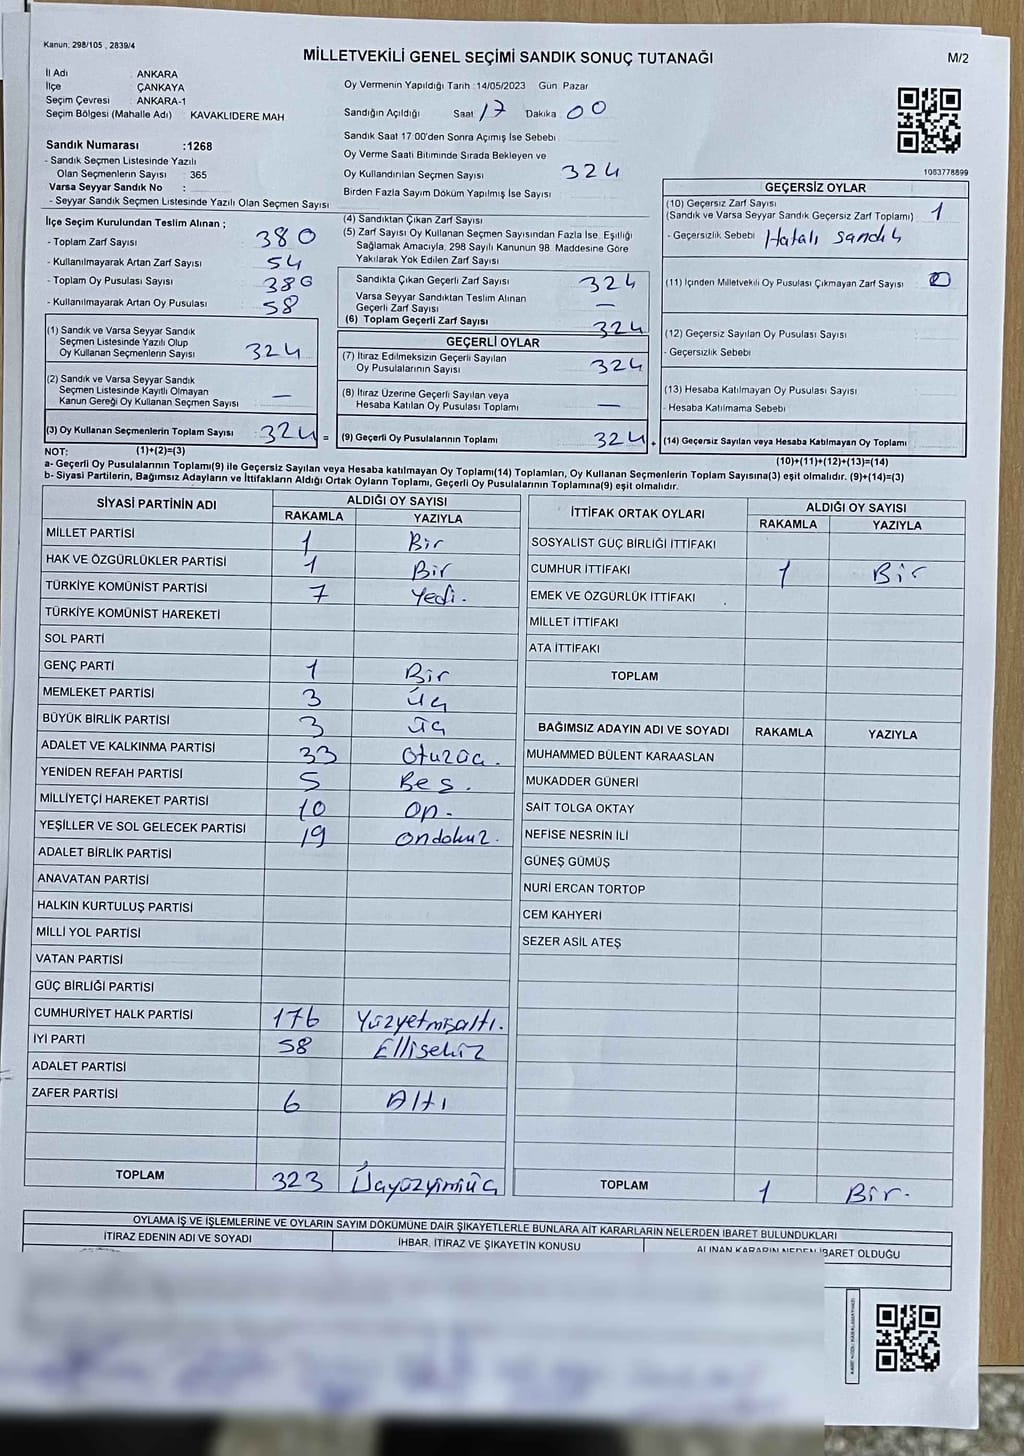 Kanun: 298/105 , 2839/4
MİLLETVEKİLİ GENEL SEÇİMİ SANDIK SONUÇ TUTANAĞI
M/2
İl Adı : ANKARA
İlçe : ÇANKAYA
Seçim Çevresi : ANKARA-1
Seçim Bölgesi (Mahalle Adı) : KAVAKLIDERE MAH
Oy Vermenin Yapıldığı Tarih :14/05/2023 Gün Pazar
Sandığın Açıldığı Saat 17 Dakika 00
Sandık Saat 17:00'den Sonra Açımış İse Sebebi
Oy Verme Saati Bitiminde Sırada Bekleyen ve
Oy Kullandırılan Seçmen Sayısı 324
Birden Fazla Sayım Döküm Yapılmış İse Sayısı
Sandık Numarası :1268
- Sandık Seçmen Listesinde Yazılı
Olan Seçmenlerin Sayısı : 365
Varsa Seyyar Sandık No :
- Seyyar Sandık Seçmen Listesinde Yazılı Olan Seçmen Sayısı
1063778899
İlçe Seçim Kurulundan Teslim Alınan ;
- Toplam Zarf Sayısı 380
- Kullanılmayarak Artan Zarf Sayısı 54
- Toplam Oy Pusulası Sayısı 380
- Kullanılmayarak Artan Oy Pusulası 58
(1) Sandık ve Varsa Seyyar Sandık
Seçmen Listesinde Yazılı Olup
Oy Kullanan Seçmenlerin Sayısı 324
(2) Sandık ve Varsa Seyyar Sandık
Seçmen Listesinde Kayıtlı Olmayan
Kanun Gereği Oy Kullanan Seçmen Sayısı —
(3) Oy Kullanan Seçmenlerin Toplam Sayısı 324 =
(4) Sandıktan Çıkan Zarf Sayısı
(5) Zarf Sayısı Oy Kullanan Seçmen Sayısından Fazla İse, Eşitliği
Sağlamak Amacıyla, 298 Sayılı Kanunun 98. Maddesine Göre
Yakılarak Yok Edilen Zarf Sayısı
Sandıkta Çıkan Geçerli Zarf Sayısı 324
Varsa Seyyar Sandıktan Teslim Alınan
Geçerli Zarf Sayısı —
(6) Toplam Geçerli Zarf Sayısı 324
GEÇERLİ OYLAR
(7) İtiraz Edilmeksizin Geçerli Sayılan
Oy Pusulalarının Sayısı 324
(8) İtiraz Üzerine Geçerli Sayılan veya
Hesaba Katılan Oy Pusulası Toplamı —
(9) Geçerli Oy Pusulalarının Toplamı 324 +
GEÇERSİZ OYLAR
(10) Geçersiz Zarf Sayısı
(Sandık ve Varsa Seyyar Sandık Geçersiz Zarf Toplamı) 1
- Geçersizlik Sebebi Hatalı sandık
(11) İçinden Milletvekili Oy Pusulası Çıkmayan Zarf Sayısı 0
(12) Geçersiz Sayılan Oy Pusulası Sayısı
- Geçersizlik Sebebi
(13) Hesaba Katılmayan Oy Pusulası Sayısı
- Hesaba Katılmama Sebebi
(14) Geçersiz Sayılan veya Hesaba Katılmayan Oy Toplamı
NOT: (1)+(2)=(3)
(10)+(11)+(12)+(13)=(14)
a- Geçerli Oy Pusulalarının Toplamı(9) ile Geçersiz Sayılan veya Hesaba katılmayan Oy Toplamı(14) Toplamları, Oy Kullanan Seçmenlerin Toplam Sayısına(3) eşit olmalıdır. (9)+(14)=(3)
b- Siyasi Partilerin, Bağımsız Adayların ve İttifakların Aldığı Ortak Oyların Toplamı, Geçerli Oy Pusulalarının Toplamına(9) eşit olmalıdır.
SİYASİ PARTİNİN ADI
ALDIĞI OY SAYISI
RAKAMLA YAZIYLA
MİLLET PARTİSİ 1 Bir
HAK VE ÖZGÜRLÜKLER PARTİSİ 1 Bir
TÜRKİYE KOMÜNİST PARTİSİ 7 Yedi.
TÜRKİYE KOMÜNİST HAREKETİ
SOL PARTİ
GENÇ PARTİ 1 Bir
MEMLEKET PARTİSİ 3 Üç
BÜYÜK BİRLİK PARTİSİ 3 Üç
ADALET VE KALKINMA PARTİSİ 33 Otuzüç.
YENİDEN REFAH PARTİSİ 5 Beş.
MİLLİYETÇİ HAREKET PARTİSİ 10 On.
YEŞİLLER VE SOL GELECEK PARTİSİ 19 Ondokuz.
ADALET BİRLİK PARTİSİ
ANAVATAN PARTİSİ
HALKIN KURTULUŞ PARTİSİ
MİLLİ YOL PARTİSİ
VATAN PARTİSİ
GÜÇ BİRLİĞİ PARTİSİ
CUMHURİYET HALK PARTİSİ 176 Yüzyetmişaltı.
İYİ PARTİ 58 Ellisekiz
ADALET PARTİSİ
ZAFER PARTİSİ 6 Altı
TOPLAM 323 Üçyüzyirmiüç
İTTİFAK ORTAK OYLARI
ALDIĞI OY SAYISI
RAKAMLA YAZIYLA
SOSYALİST GÜÇ BİRLİĞİ İTTİFAKI
CUMHUR İTTİFAKI 1 Bir
EMEK VE ÖZGÜRLÜK İTTİFAKI
MİLLET İTTİFAKI
ATA İTTİFAKI
TOPLAM
BAĞIMSIZ ADAYIN ADI VE SOYADI RAKAMLA YAZIYLA
MUHAMMED BÜLENT KARAASLAN
MUKADDER GÜNERİ
SAİT TOLGA OKTAY
NEFİSE NESRİN İLİ
GÜNEŞ GÜMÜŞ
NURİ ERCAN TORTOP
CEM KAHYERİ
SEZER ASİL ATEŞ
TOPLAM 1 Bir.
OYLAMA İŞ VE İŞLEMLERİNE VE OYLARIN SAYIM DÖKÜMÜNE DAİR ŞİKAYETLERLE BUNLARA AİT KARARLARIN NELERDEN İBARET BULUNDUKLARI
İTİRAZ EDENİN ADI VE SOYADI
İHBAR, İTİRAZ VE ŞİKAYETİN KONUSU
ALINAN KARARIN NEDEN İBARET OLDUĞU